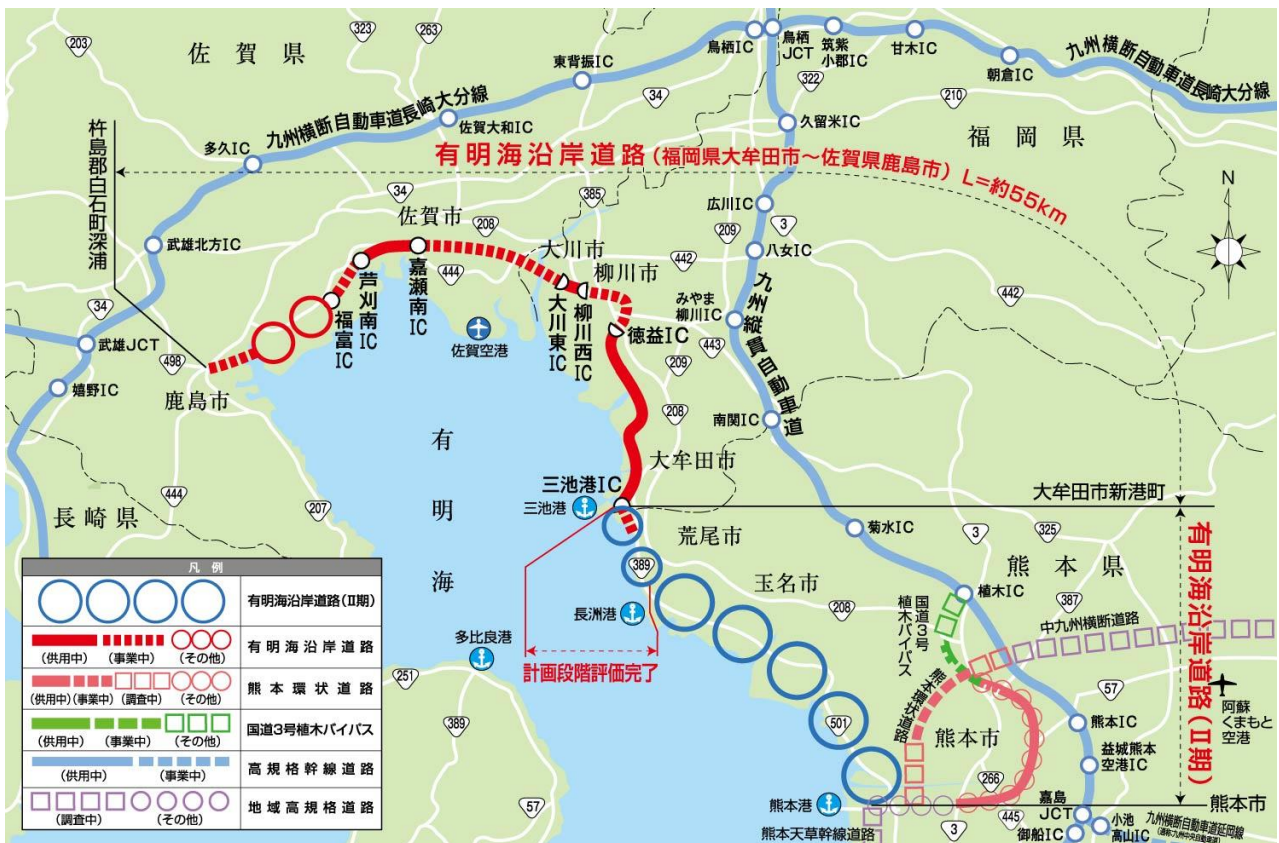 203
佐賀県
323
263
東背振IC
鳥栖IC
鳥栖
JCT
筑紫
小郡IC
甘木IC
朝倉IC
九州横断自動車道長崎大分線
322
34
210
九州横断自動車道長崎大分線
佐賀大和IC
久留米IC
福岡県
杵島郡白石町深浦
多久IC
有明海沿岸道路(福岡県大牟田市～佐賀県鹿島市) L=約55km
34
385
佐賀市
208
広川IC
3
209
N
武雄北方IC
大川市
柳川市
442
八女IC
芦刈南IC
嘉瀬南IC
444
福富IC
大川東IC
柳川西IC
徳益IC
みやま
柳川IC
442
443
九州縦貫自動車道
34
佐賀空港
武雄JCT
498
209
嬉野IC
鹿島市
208
南関IC
有明海
大牟田市
三池港IC
三池港
大牟田市新港町
444
207
長崎県
荒尾市
菊水IC
3
325
有明海沿岸道路(Ⅱ期)
389
玉名市
熊本県
長洲港
208
国道3号
植木バイパス
植木IC
387
中九州横断道路
多比良港
計画段階評価完了
251
389
熊本環状道路
57
阿蘇
くまもと
空港
501
熊本市
熊本IC
益城熊本
空港IC
57
266
熊本港
嘉島
JCT
熊本市
熊本天草幹線道路
3
445
御船IC
小池
高山IC
九州横断自動車道延岡線
(通称:九州中央自動車道)
凡例
有明海沿岸道路(Ⅱ期)
有明海沿岸道路
(供用中) (事業中) (その他)
熊本環状道路
(供用中) (事業中) (調査中) (その他)
国道3号植木バイパス
(供用中) (事業中) (その他)
高規格幹線道路
(供用中) (事業中)
地域高規格道路
(調査中) (その他)